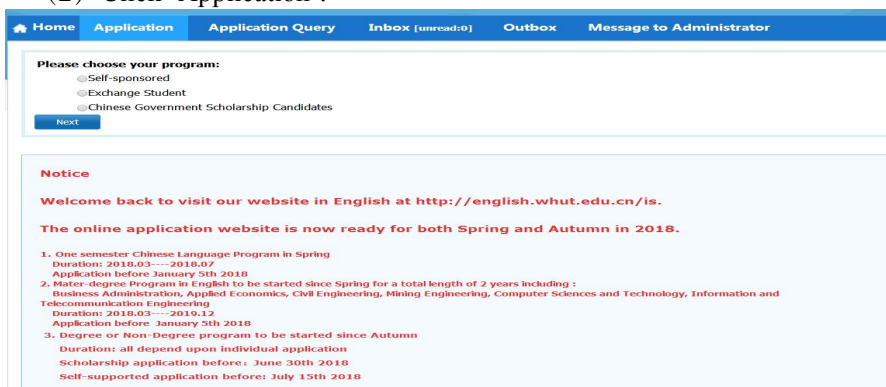 (2) Click "Application".
Home Application Application Query Inbox [unread:0] Outbox Message to Administrator
Please choose your program:
Self-sponsored
Exchange Student
Chinese Government Scholarship Candidates
Next
Notice
Welcome back to visit our website in English at http://english.whut.edu.cn/is.
The online application website is now ready for both Spring and Autumn in 2018.
1. One semester Chinese Language Program in Spring
Duration: 2018.03----2018.07
Application before January 5th 2018
2. Mater-degree Program in English to be started since Spring for a total length of 2 years including :
Business Administration, Applied Economics, Civil Engineering, Mining Engineering, Computer Sciences and Technology, Information and
Telecommunication Engineering
Duration: 2018.03----2019.12
Application before January 5th 2018
3. Degree or Non-Degree program to be started since Autumn
Duration: all depend upon individual application
Scholarship application before: June 30th 2018
Self-supported application before: July 15th 2018